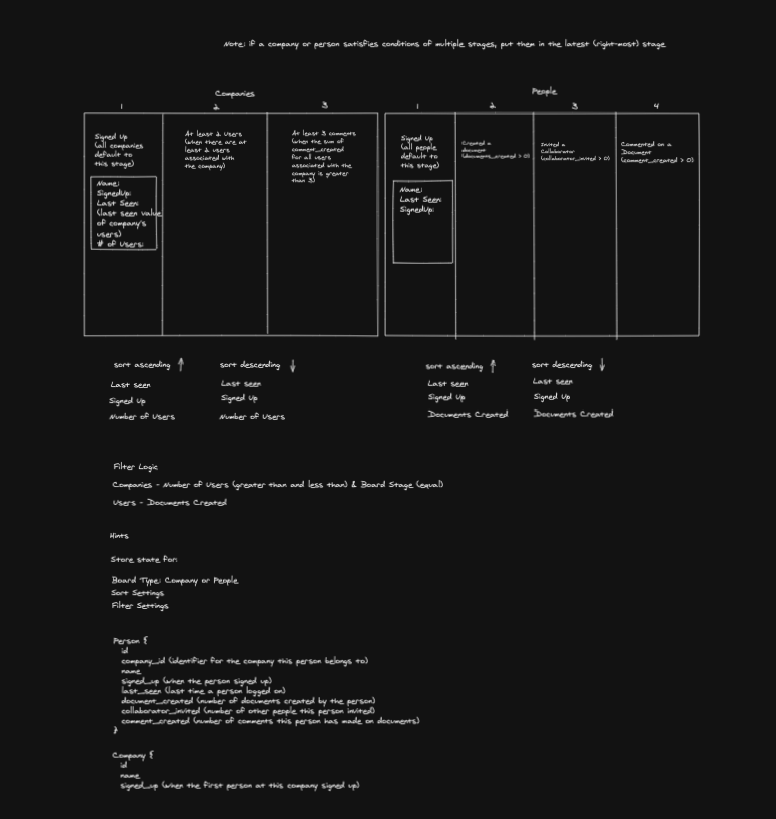 Note: if a company or person satisfies conditions of multiple stages, put them in the latest (right-most) stage
Companies
1
2
3
Signed Up
(all companies
default to
this stage)
Name:
SignedUp:
Last Seen:
(last seen value
of company's
users)
# of Users:
At least 2 Users
(when there are at
least 2 users
associated with
the company)
At least 3 comments
(when the sum of
comment_created
for all users
associated with the
company is greater
than 3)
People
1
2
3
4
Signed Up
(all people
default to
this stage)
Name:
Last Seen:
SignedUp:
Created a
document
(documents_created > 0)
Invited a
Collaborator
(collaborator_invited > 0)
Commented on a
Document
(comment_created > 0)
sort ascending
Last seen
Signed Up
Number of Users
sort descending
Last seen
Signed Up
Number of Users
sort ascending
Last seen
Signed Up
Documents Created
sort descending
Last seen
Signed Up
Documents Created
Filter Logic
Companies - Number of Users (greater than and less than) & Board Stage (equal)
Users - Documents Created
Hints
Store state for:
Board Type: Company or People
Sort Settings
Filter Settings
Person {
id
company_id (identifier for the company this person belongs to)
name
signed_up (when the person signed up)
last_seen (last time a person logged on)
document_created (number of documents created by the person)
collaborator_invited (number of other people this person invited)
comment_created (number of comments this person has made on documents)
}
Company {
id
name
signed_up (when the first person at this company signed up)